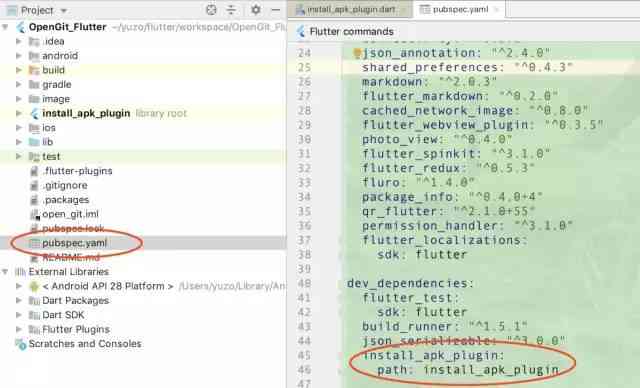 Project
OpenGit_Flutter ~/yuzo/flutter/workspace/OpenGit_
.idea
android
build
gradle
image
install_apk_plugin library root
ios
lib
test
.flutter-plugins
.gitignore
.packages
open_git.iml
pubspec.lock
pubspec.yaml
README.md
External Libraries
< Android API 28 Platform > /Users/yuzo/Library/An
Dart Packages
Dart SDK
Flutter Plugins
Scratches and Consoles
install_apk_plugin.dart
pubspec.yaml
Flutter commands
24 json_annotation: "^2.4.0"
25 shared_preferences: "^0.4.3"
26 markdown: "^2.0.3"
27 flutter_markdown: "^0.2.0"
28 cached_network_image: "^0.8.0"
29 flutter_webview_plugin: "^0.3.5"
30 photo_view: "^0.4.0"
31 flutter_spinkit: "^3.1.0"
32 flutter_redux: "^0.5.3"
33 fluro: "^1.4.0"
34 package_info: "^0.4.0+4"
35 qr_flutter: "^2.1.0+55"
36 permission_handler: "^3.1.0"
37 flutter_localizations:
38 sdk: flutter
39
40 dev_dependencies:
41 flutter_test:
42 sdk: flutter
43 build_runner: "^1.5.1"
44 json_serializable: "^3.0.0"
45 install_apk_plugin:
46 path: install_apk_plugin